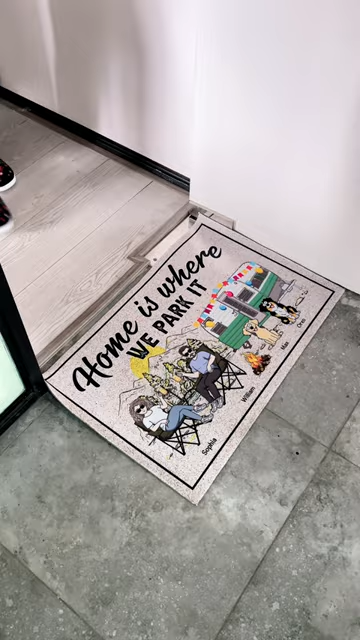 Home is where
WE PARK IT
Sophia
William
Max
Oreo